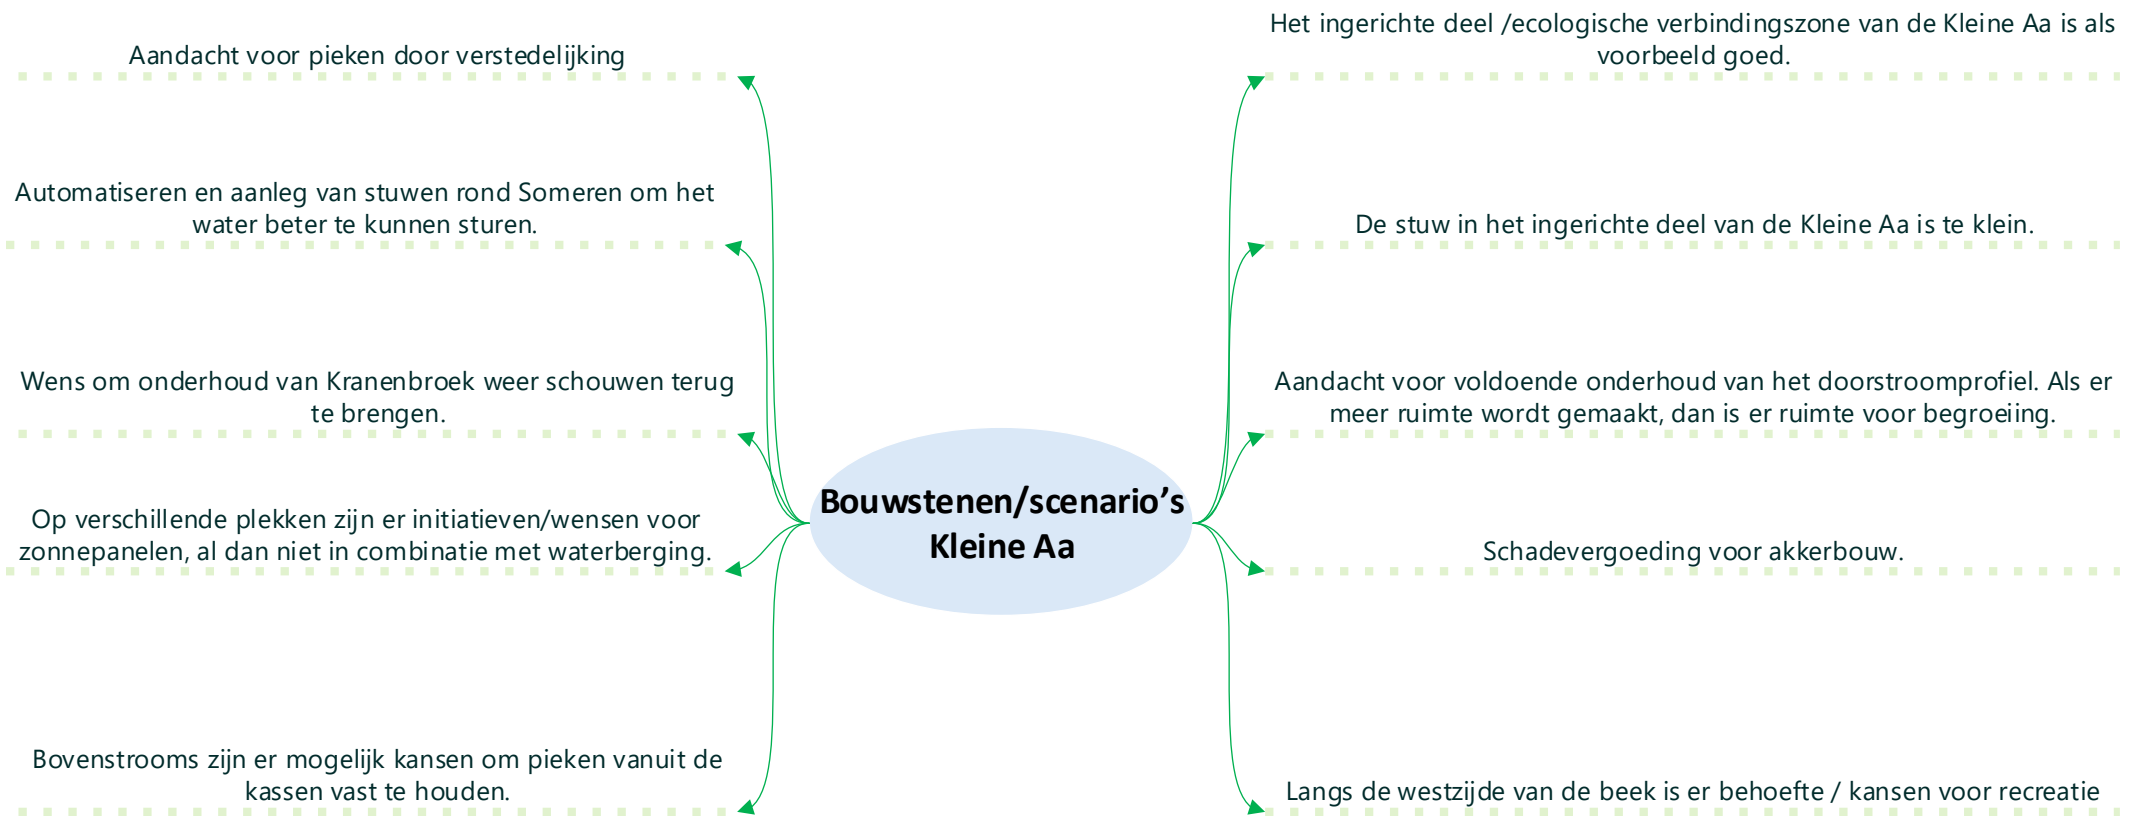 Aandacht voor pieken door verstedelijking
Automatiseren en aanleg van stuwen rond Someren om het
water beter te kunnen sturen.
Wens om onderhoud van Kranenbroek weer schouwen terug
te brengen.
Op verschillende plekken zijn er initiatieven/wensen voor
zonnepanelen, al dan niet in combinatie met waterberging.
Bovenstrooms zijn er mogelijk kansen om pieken vanuit de
kassen vast te houden.
Bouwstenen/scenario’s
Kleine Aa
Het ingerichte deel /ecologische verbindingszone van de Kleine Aa is als
voorbeeld goed.
De stuw in het ingerichte deel van de Kleine Aa is te klein.
Aandacht voor voldoende onderhoud van het doorstroomprofiel. Als er
meer ruimte wordt gemaakt, dan is er ruimte voor begroeiing.
Schadevergoeding voor akkerbouw.
Langs de westzijde van de beek is er behoefte / kansen voor recreatie